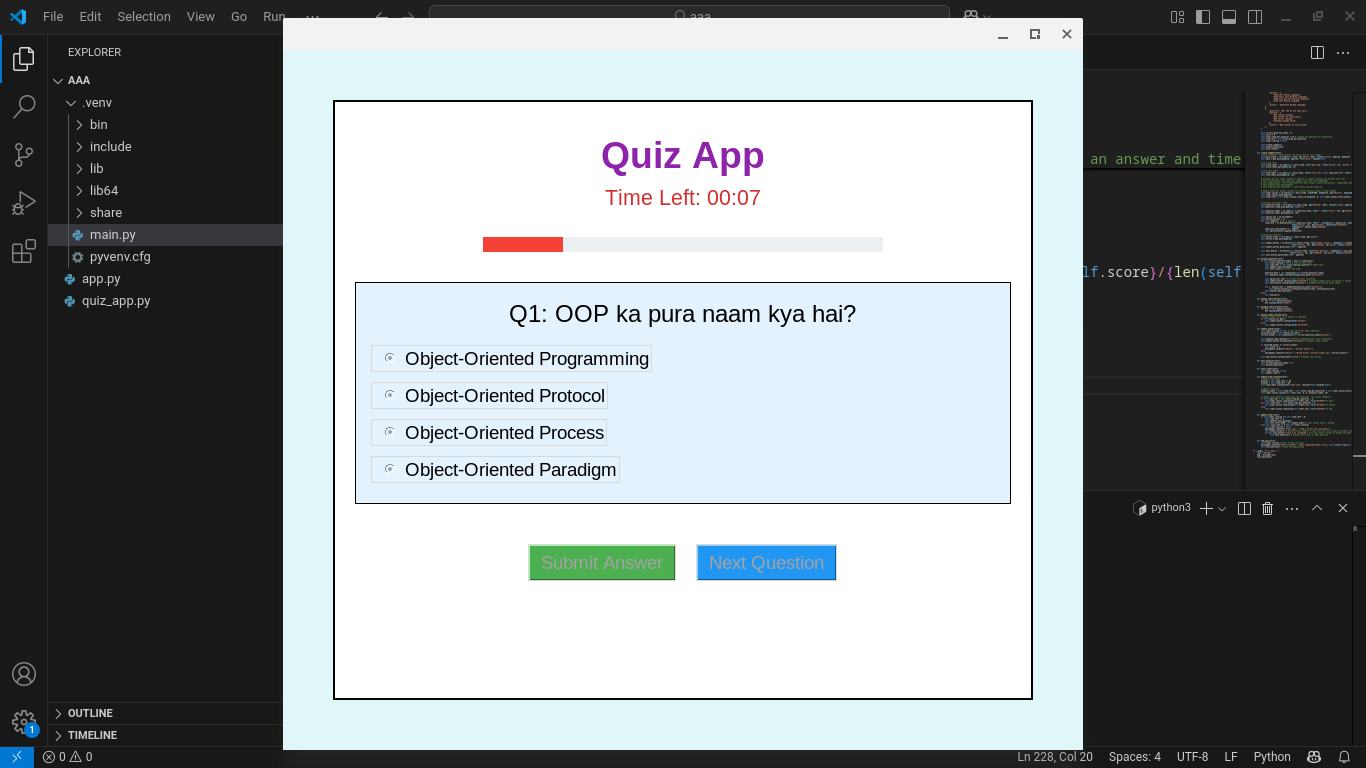 File Edit Selection View Go Run ... aaa
EXPLORER
AAA
.venv
bin
include
lib
lib64
share
main.py
pyvenv.cfg
app.py
quiz_app.py
OUTLINE
TIMELINE
Quiz App
Time Left: 00:07
Q1: OOP ka pura naam kya hai?
Object-Oriented Programming
Object-Oriented Protocol
Object-Oriented Process
Object-Oriented Paradigm
Submit Answer Next Question
an answer and time
lf.score}/{len(self
python3
1
0 0 Ln 228, Col 20 Spaces: 4 UTF-8 LF Python